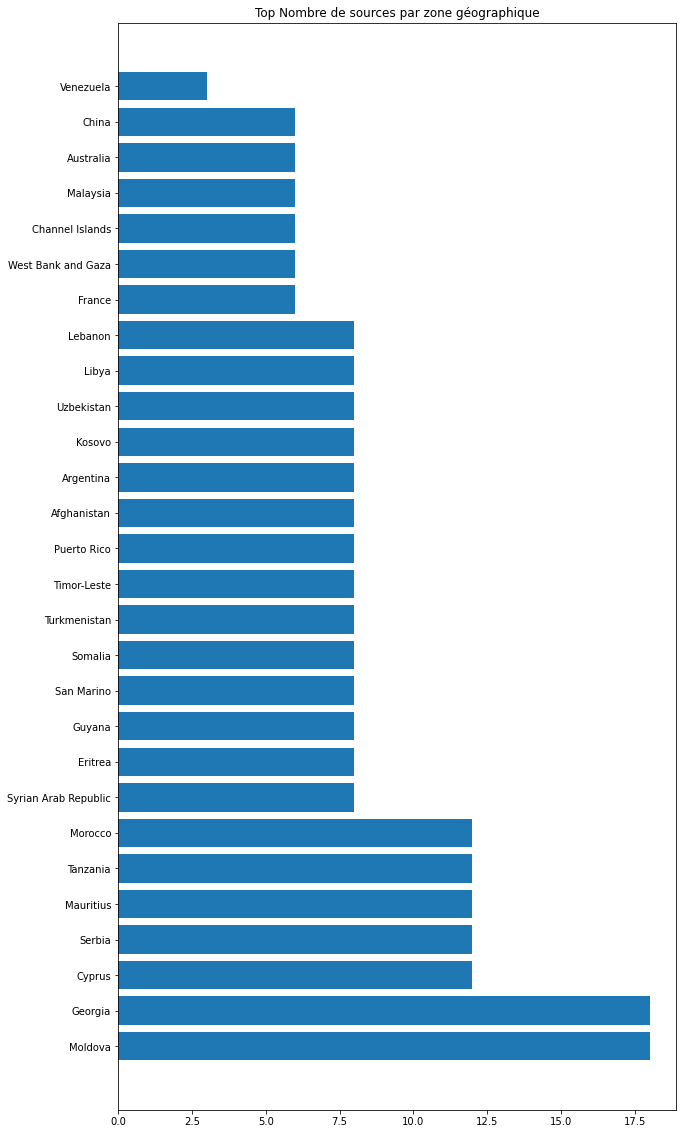 Top Nombre de sources par zone géographique
Venezuela
China
Australia
Malaysia
Channel Islands
West Bank and Gaza
France
Lebanon
Libya
Uzbekistan
Kosovo
Argentina
Afghanistan
Puerto Rico
Timor-Leste
Turkmenistan
Somalia
San Marino
Guyana
Eritrea
Syrian Arab Republic
Morocco
Tanzania
Mauritius
Serbia
Cyprus
Georgia
Moldova
0.0 2.5 5.0 7.5 10.0 12.5 15.0 17.5